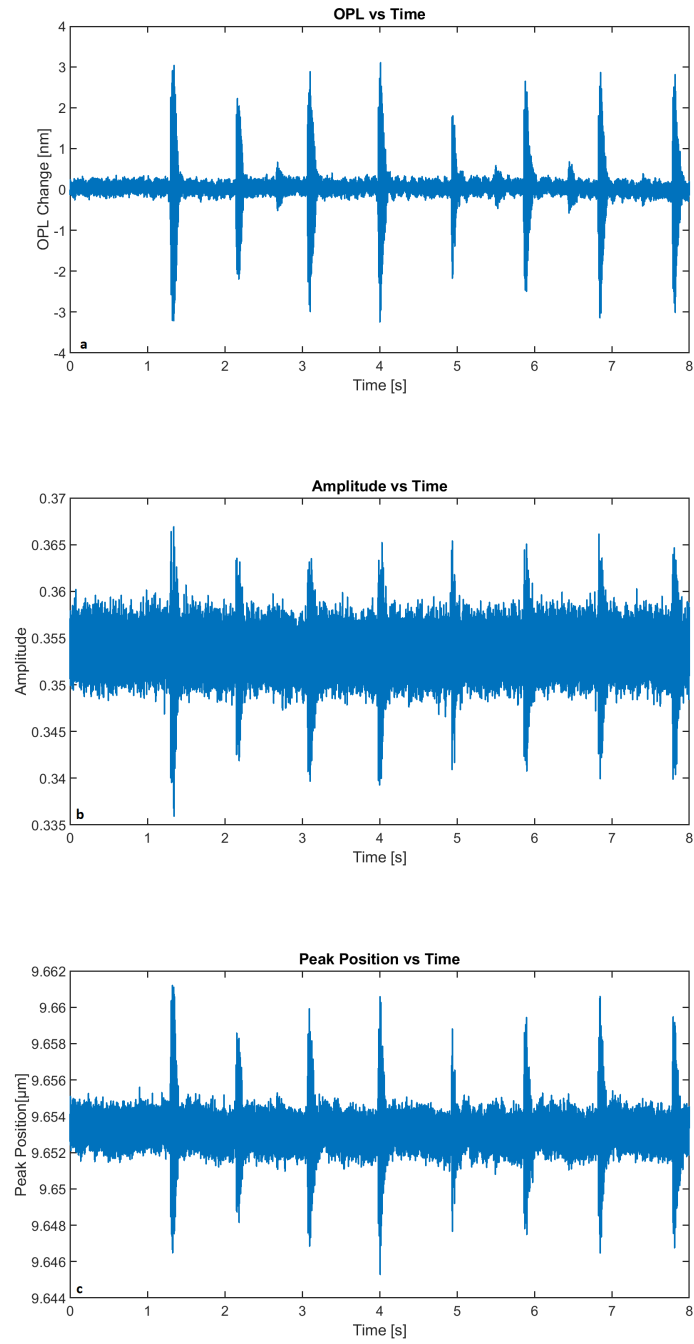 OPL vs Time
4
3
2
1
0
-1
-2
-3
-4
OPL Change [nm]
a
0 1 2 3 4 5 6 7 8
Time [s]
Amplitude vs Time
0.37
0.365
0.36
0.355
0.35
0.345
0.34
0.335
Amplitude
b
0 1 2 3 4 5 6 7 8
Time [s]
Peak Position vs Time
9.662
9.66
9.658
9.656
9.654
9.652
9.65
9.648
9.646
9.644
Peak Position[μm]
c
0 1 2 3 4 5 6 7 8
Time [s]